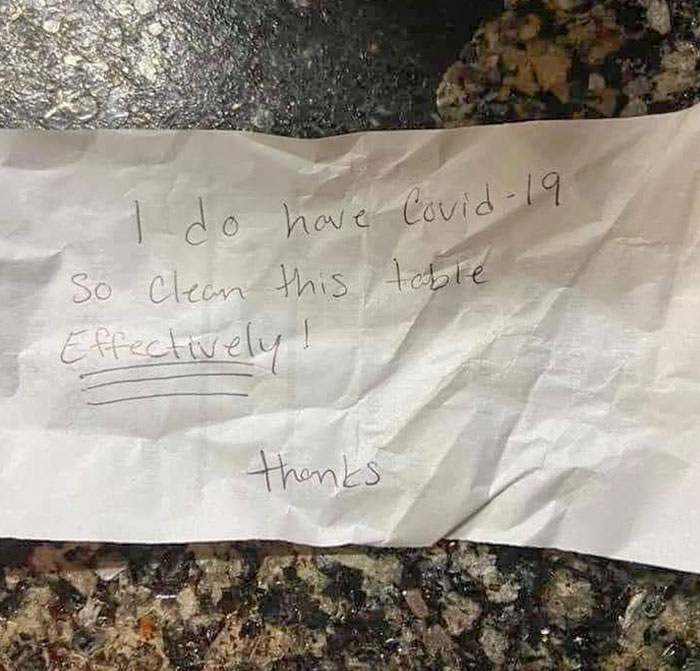 I do have Covid-19
so clean this table
Effectively!
thanks